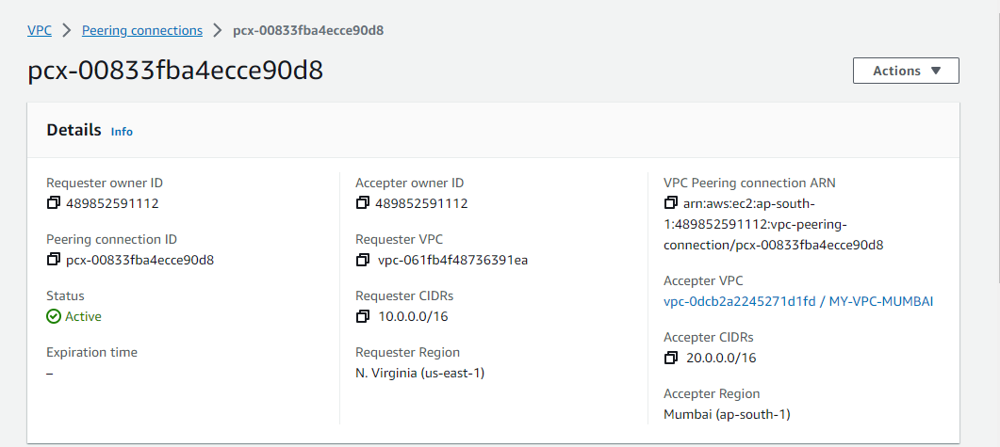 VPC > Peering connections > pcx-00833fba4ecce90d8
pcx-00833fba4ecce90d8
Actions
Details Info
Requester owner ID
489852591112
Peering connection ID
pcx-00833fba4ecce90d8
Status
Active
Expiration time
–
Accepter owner ID
489852591112
Requester VPC
vpc-061fb4f48736391ea
Requester CIDRs
10.0.0.0/16
Requester Region
N. Virginia (us-east-1)
VPC Peering connection ARN
arn:aws:ec2:ap-south-
1:489852591112:vpc-peering-
connection/pcx-00833fba4ecce90d8
Accepter VPC
vpc-0dcb2a2245271d1fd / MY-VPC-MUMBAI
Accepter CIDRs
20.0.0.0/16
Accepter Region
Mumbai (ap-south-1)